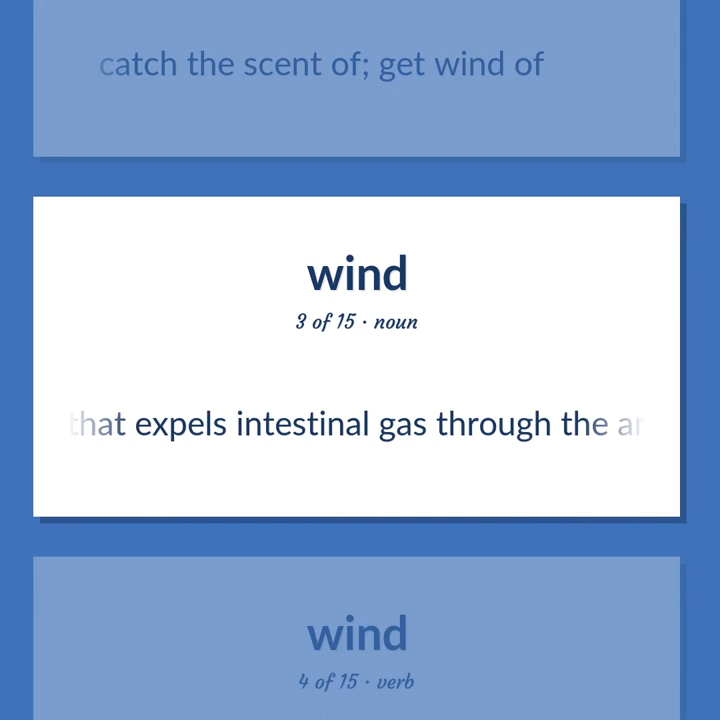 catch the scent of; get wind of
wind
3 of 15 · noun
that expels intestinal gas through the
wind
4 of 15 · verb